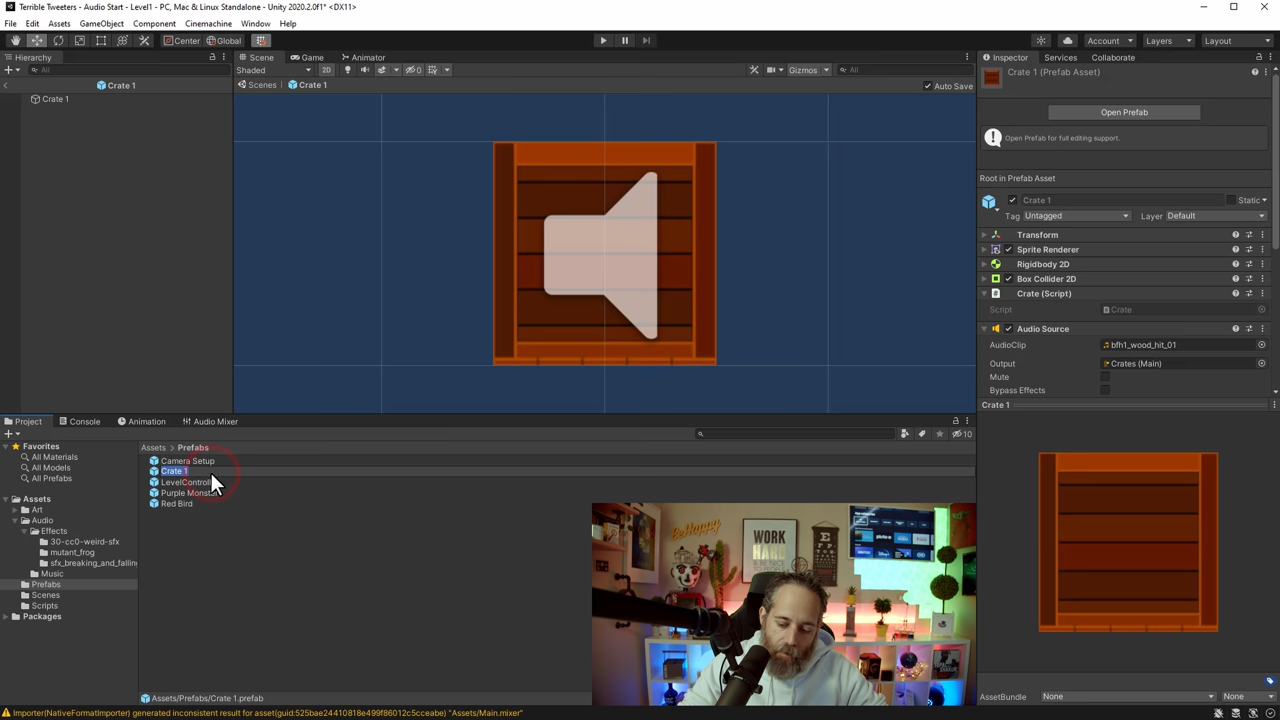 Terrible Tweeters - Audio Start - Level1 - PC, Mac & Linux Standalone - Unity 2020.2.0f1* <DX11>
File Edit Assets GameObject Component Cinemachine Window Help
Center Global Account Layers Layout
Hierarchy
All
Crate 1
Crate 1
Scene Game Animator
Shaded 2D Gizmos All
Scenes Crate 1 Auto Save
Inspector Services Collaborate
Crate 1 (Prefab Asset)
Open Prefab
Open Prefab for full editing support.
Root in Prefab Asset
Crate 1 Static
Tag Untagged Layer Default
Transform
Sprite Renderer
Rigidbody 2D
Box Collider 2D
Crate (Script)
Script Crate
Audio Source
AudioClip bfh1_wood_hit_01
Output Crates (Main)
Mute
Bypass Effects
Crate 1
AssetBundle None None
Project Console Animation Audio Mixer
10
Favorites
All Materials
All Models
All Prefabs
Assets
Art
Audio
Effects
30-cc0-weird-sfx
mutant_frog
sfx_breaking_and_falling
Music
Prefabs
Scenes
Scripts
Packages
Assets > Prefabs
Camera Setup
Crate 1
LevelControll
Purple Monst
Red Bird
Assets/Prefabs/Crate 1.prefab
BeHappy
WORK
HARD
Importer(NativeFormatImporter) generated inconsistent result for asset(guid:525bae24410818e499f86012c5cceabe) "Assets/Main.mixer"